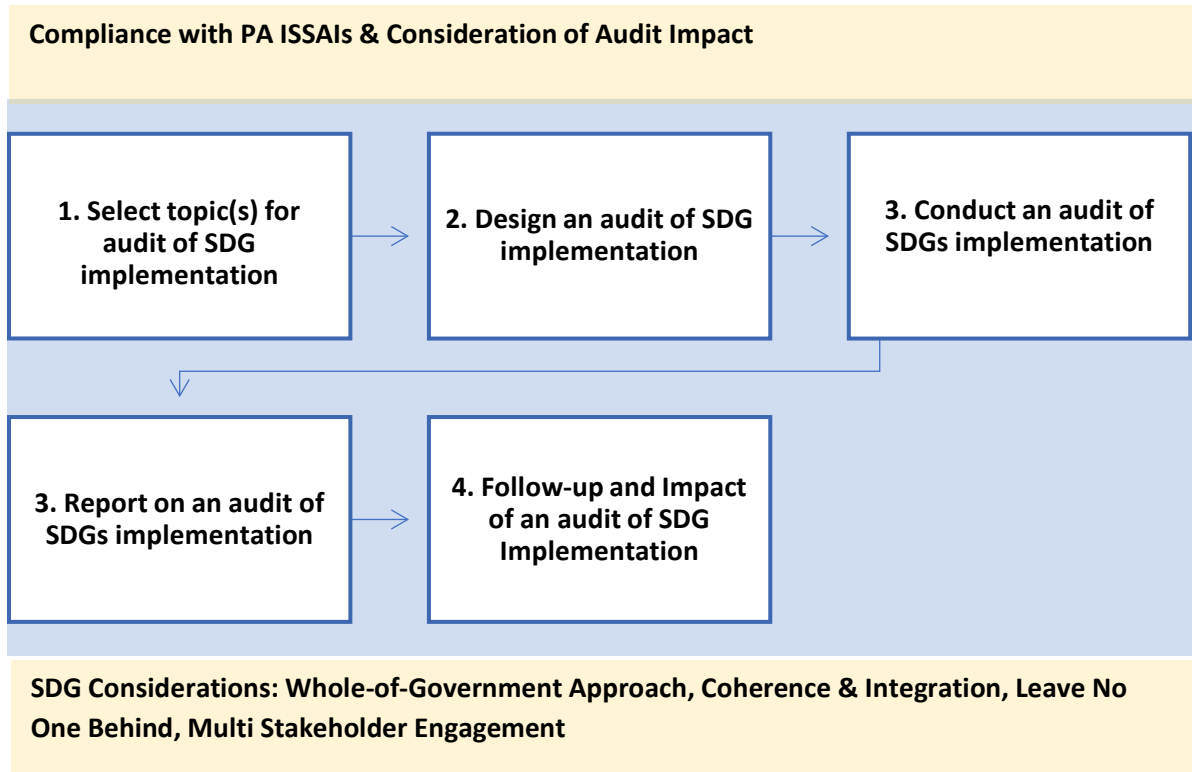 Compliance with PA ISSAIs & Consideration of Audit Impact
1. Select topic(s) for
audit of SDG
implementation
2. Design an audit of SDG
implementation
3. Conduct an audit of
SDGs implementation
3. Report on an audit of
SDGs implementation
4. Follow-up and Impact
of an audit of SDG
Implementation
SDG Considerations: Whole-of-Government Approach, Coherence & Integration, Leave No
One Behind, Multi Stakeholder Engagement